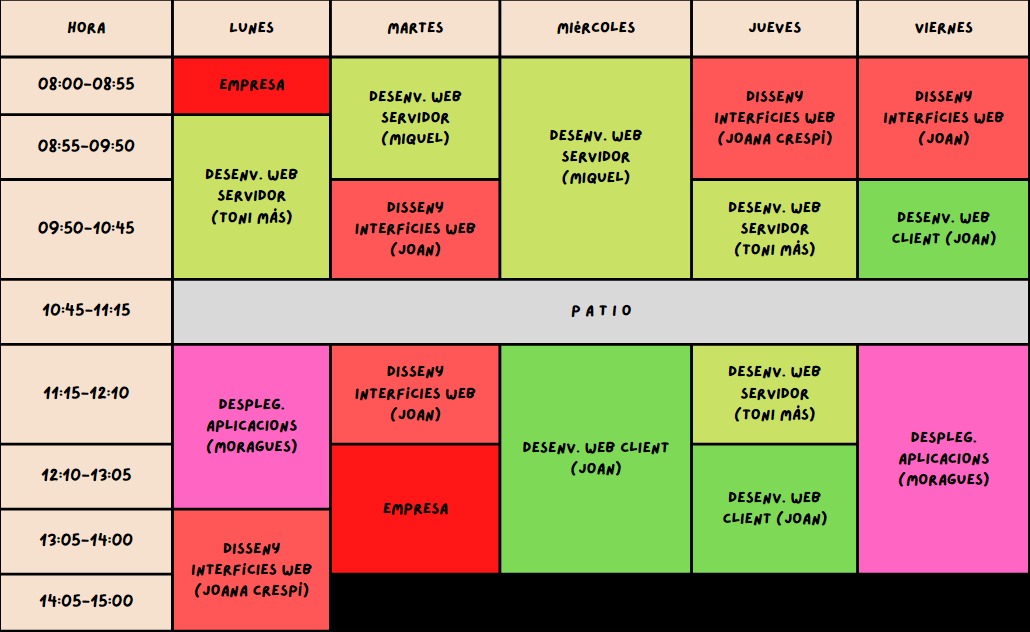 HORA
LUNES
MARTES
MIéRCOLES
JUEVES
VIERNES
08:00-08:55
EMPRESA
DESENV. WEB
SERVIDOR
(MIQUEL)
DESENV. WEB
SERVIDOR
(MIQUEL)
DISSENY
INTERFÍCIES WEB
(JOANA CRESPÍ)
DISSENY
INTERFÍCIES WEB
(JOAN)
08:55-09:50
DESENV. WEB
SERVIDOR
(TONI MÁS)
09:50-10:45
DISSENY
INTERFÍCIES WEB
(JOAN)
DESENV. WEB
SERVIDOR
(TONI MÁS)
DESENV. WEB
CLIENT (JOAN)
10:45-11:15
PATIO
11:15-12:10
DESPLEG.
APLICACIONS
(MORAGUES)
DISSENY
INTERFÍCIES WEB
(JOAN)
DESENV. WEB CLIENT
(JOAN)
DESENV. WEB
SERVIDOR
(TONI MÁS)
DESPLEG.
APLICACIONS
(MORAGUES)
12:10-13:05
EMPRESA
DESENV. WEB
CLIENT (JOAN)
13:05-14:00
DISSENY
INTERFÍCIES WEB
(JOANA CRESPÍ)
14:05-15:00